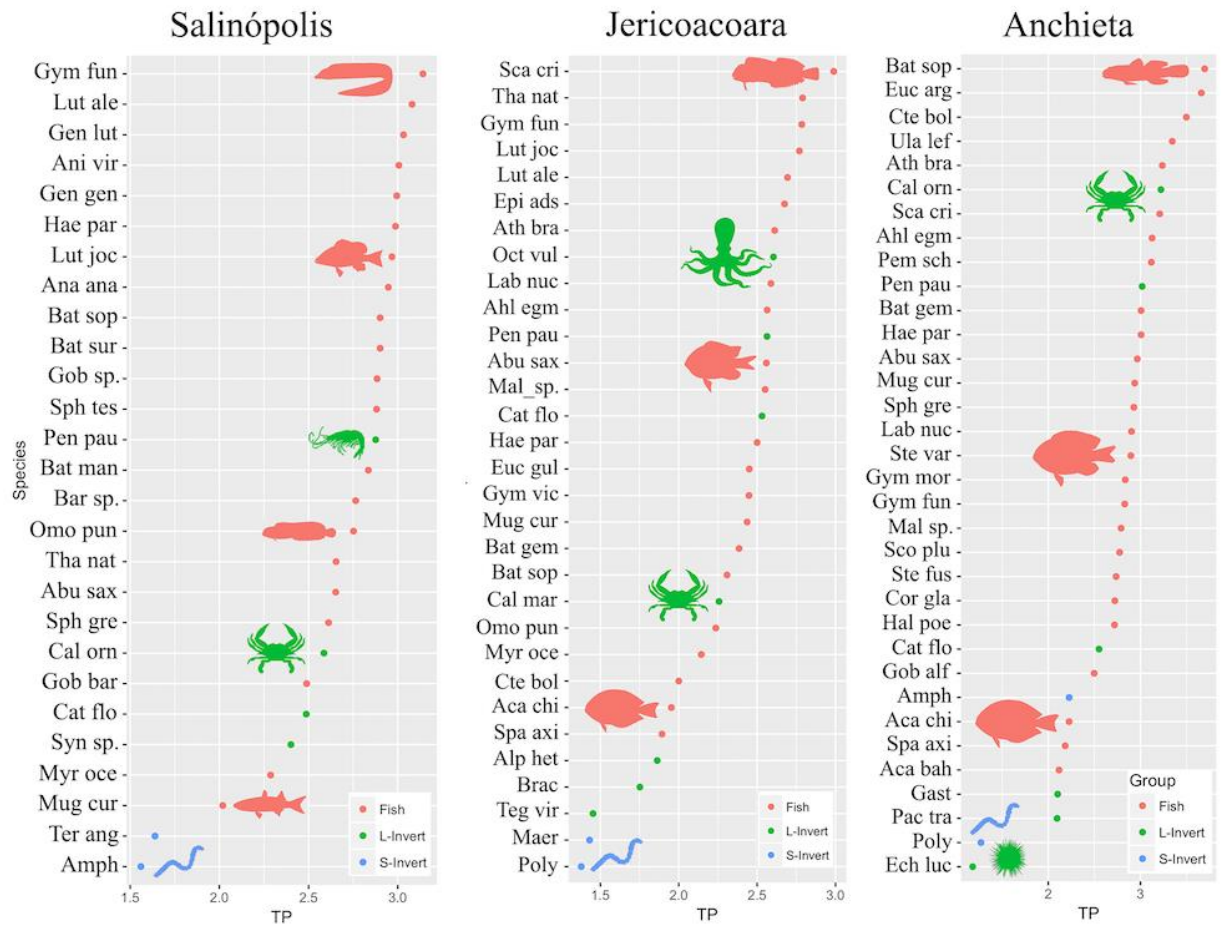 Salinópolis
Gym fun
Lut ale
Gen lut
Ani vir
Gen gen
Hae par
Lut joc
Ana ana
Bat sop
Bat sur
Gob sp.
Sph tes
Pen pau
Bat man
Bar sp.
Omo pun
Tha nat
Abu sax
Sph gre
Cal orn
Gob bar
Cat flo
Syn sp.
Myr oce
Mug cur
Ter ang
Amph
Species
Fish
L-Invert
S-Invert
1.5 2.0 2.5 3.0
TP
Jericoacoara
Sca cri
Tha nat
Gym fun
Lut joc
Lut ale
Epi ads
Ath bra
Oct vul
Lab nuc
Ahl egm
Pen pau
Abu sax
Mal_sp.
Cat flo
Hae par
Euc gul
Gym vic
Mug cur
Bat gem
Bat sop
Cal mar
Omo pun
Myr oce
Cte bol
Aca chi
Spa axi
Alp het
Brac
Teg vir
Maer
Poly
Fish
L-Invert
S-Invert
1.5 2.0 2.5 3.0
TP
Anchieta
Bat sop
Euc arg
Cte bol
Ula lef
Ath bra
Cal orn
Sca cri
Ahl egm
Pem sch
Pen pau
Bat gem
Hae par
Abu sax
Mug cur
Sph gre
Lab nuc
Ste var
Gym mor
Gym fun
Mal sp.
Sco plu
Ste fus
Cor gla
Hal poe
Cat flo
Gob alf
Amph
Aca chi
Spa axi
Aca bah
Gast
Pac tra
Poly
Ech luc
Group
Fish
L-Invert
S-Invert
2 3
TP